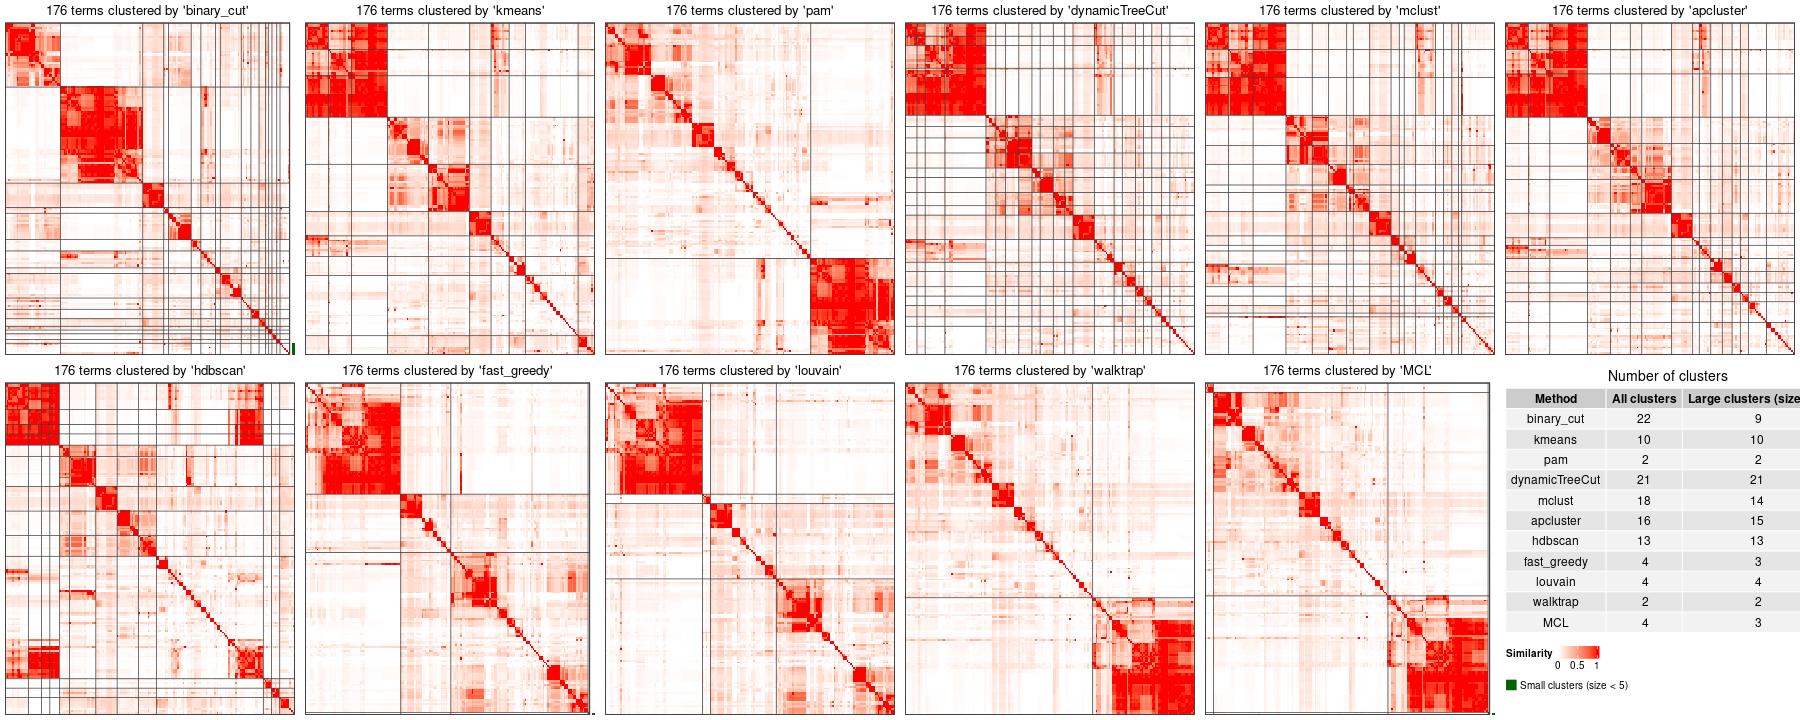 176 terms clustered by 'binary_cut'
176 terms clustered by 'kmeans'
176 terms clustered by 'pam'
176 terms clustered by 'dynamicTreeCut'
176 terms clustered by 'mclust'
176 terms clustered by 'apcluster'
176 terms clustered by 'hdbscan'
176 terms clustered by 'fast_greedy'
176 terms clustered by 'louvain'
176 terms clustered by 'walktrap'
176 terms clustered by 'MCL'
Number of clusters
Method All clusters Large clusters (size
binary_cut 22 9
kmeans 10 10
pam 2 2
dynamicTreeCut 21 21
mclust 18 14
apcluster 16 15
hdbscan 13 13
fast_greedy 4 3
louvain 4 4
walktrap 2 2
MCL 4 3
Similarity
0 0.5 1
Small clusters (size < 5)